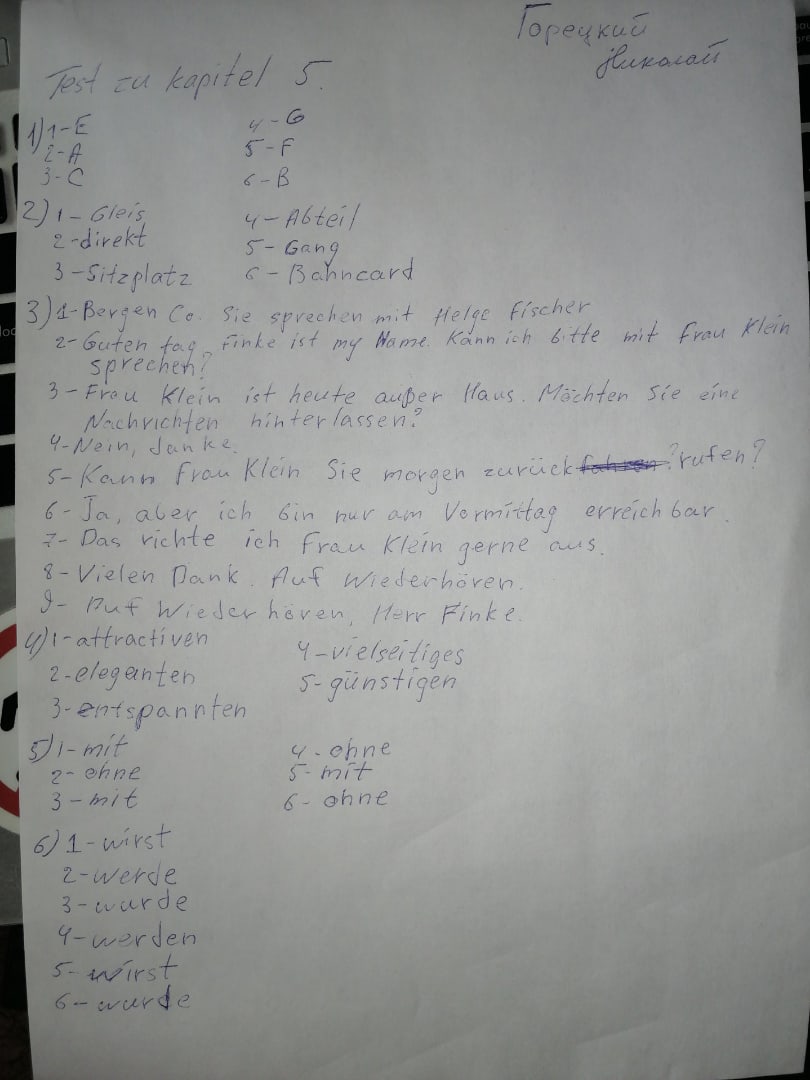 Горецкий
Николай
Test zu kapitel 5.
1) 1-E 4-G
2-A 5-F
3-C 6-B
2) 1- Gleis 4-Abteil
2-direkt 5- Gang
3-Sitzplatz 6-Bahncard
3) 1-Bergen Co. Sie sprechen mit Helge Fischer
2-Guten tag, Finke ist my Name. Kann ich bitte mit Frau Klein
sprechen?
3-Frau Klein ist heute außer Haus. Möchten Sie eine
Nachrichten hinterlassen?
4-Nein, danke.
5-Kann Frau Klein Sie morgen zurück rufen?
6-Ja, aber ich bin nur am Vormittag erreichbar.
7-Das richte ich Frau Klein gerne aus.
8-Vielen Dank. Auf Wiederhören.
9- Auf Wiederhören, Herr Finke.
4) 1-attractiven 4-vielseitiges
2-eleganten 5-günstigen
3-entspannten
5) 1-mit 4-ohne
2-ohne 5-mit
3-mit 6-ohne
6) 1-wirst
2-werde
3-wurde
4-werden
5-wirst
6-wurde